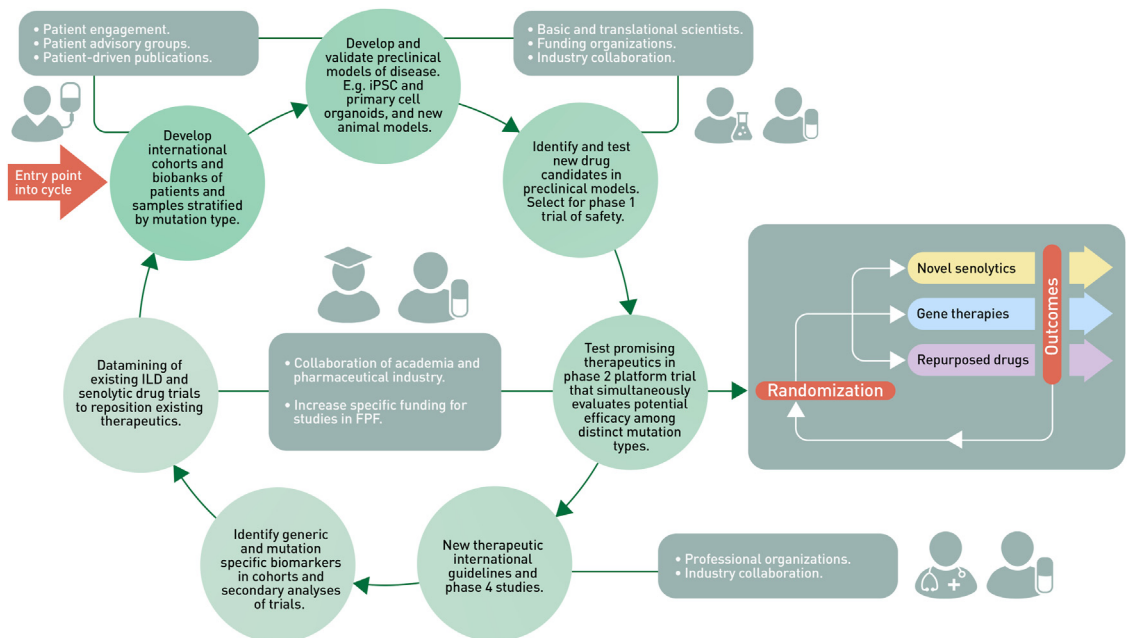 • Patient engagement.
• Patient advisory groups.
• Patient-driven publications.
Develop and
validate preclinical
models of disease.
E.g. iPSC and
primary cell
organoids, and new
animal models.
• Basic and translational scientists.
• Funding organizations.
• Industry collaboration.
Entry point
into cycle
Develop
international
cohorts and
biobanks of
patients and
samples stratified
by mutation type.
Identify and test
new drug
candidates in
preclinical models.
Select for phase 1
trial of safety.
Datamining of
existing ILD and
senolytic drug trials
to reposition existing
therapeutics.
• Collaboration of academia and
pharmaceutical industry.
• Increase specific funding for
studies in FPF.
Test promising
therapeutics in
phase 2 platform trial
that simultaneously
evaluates potential
efficacy among
distinct mutation
types.
Randomization
Novel senolytics
Gene therapies
Repurposed drugs
Outcomes
Identify generic
and mutation
specific biomarkers
in cohorts and
secondary analyses
of trials.
New therapeutic
international
guidelines and
phase 4 studies.
• Professional organizations.
• Industry collaboration.